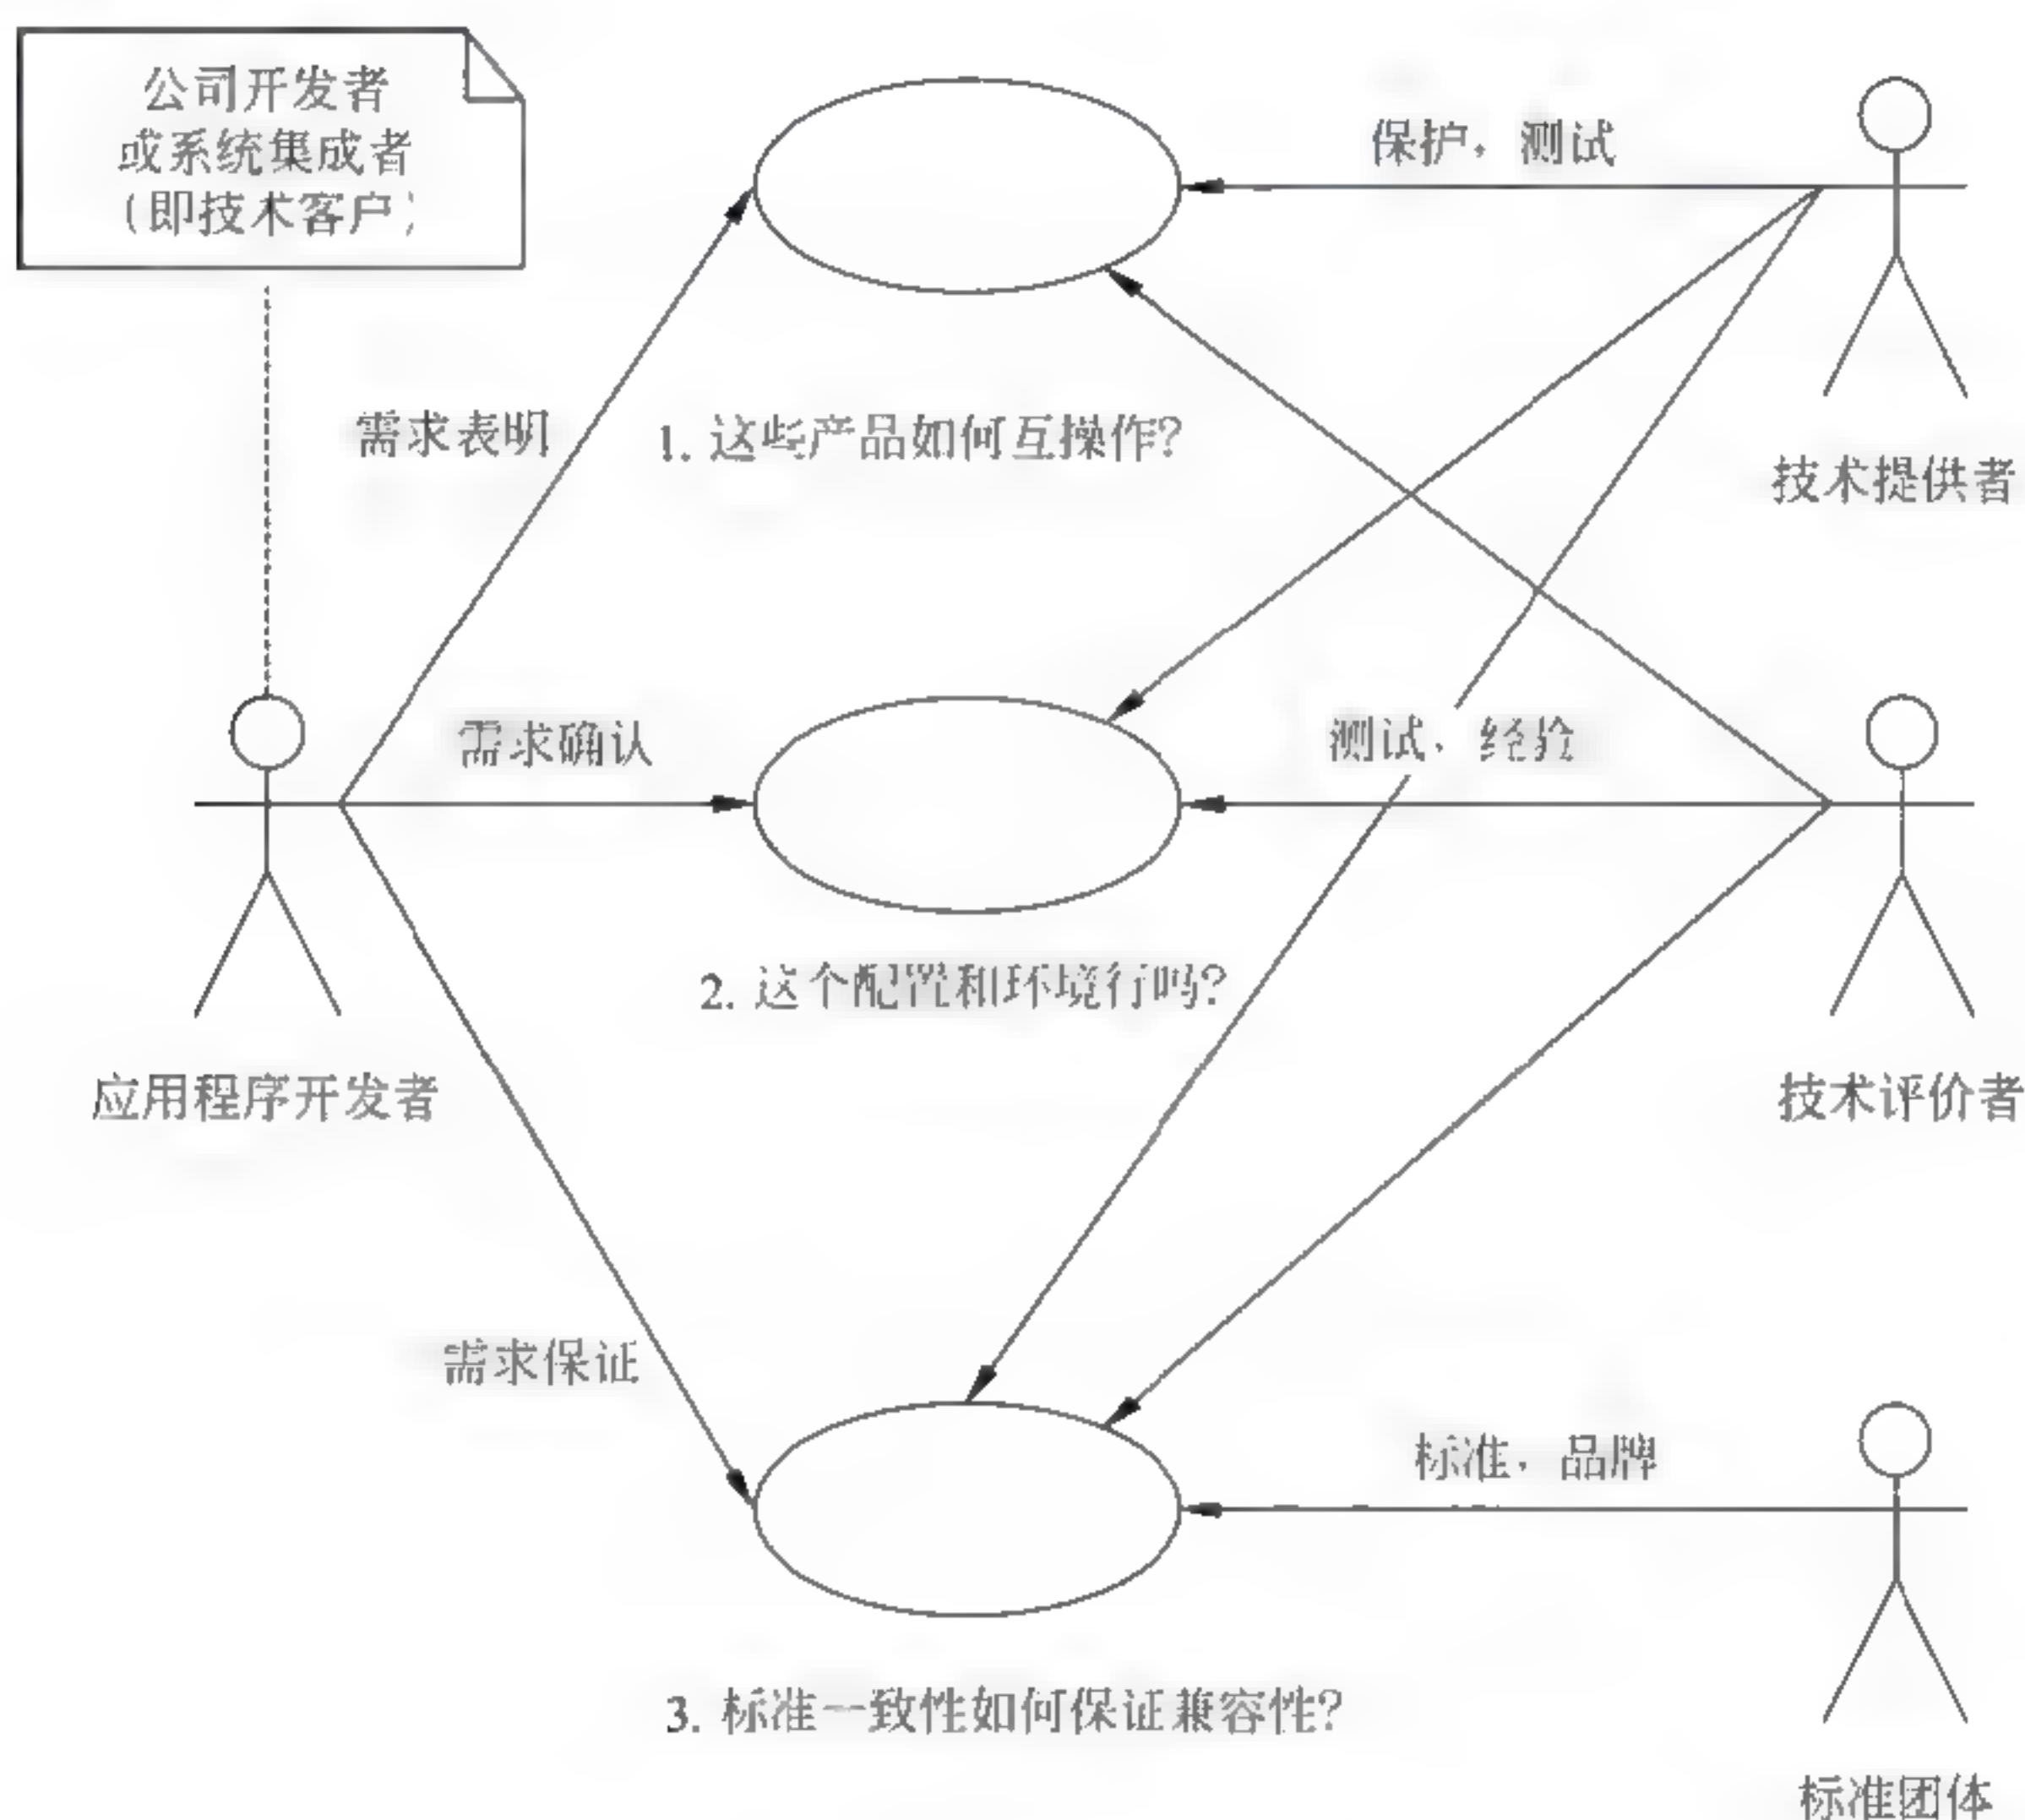 公司开发者
或系统集成者
(即技术客户)
保护，测试
需求表明
1. 这些产品如何互操作?
技术提供者
需求确认
测试，经验
2. 这个配置和环境行吗?
应用程序开发者
技术评价者
需求保证
标准，品牌
3. 标准一致性如何保证兼容性?
标准团体